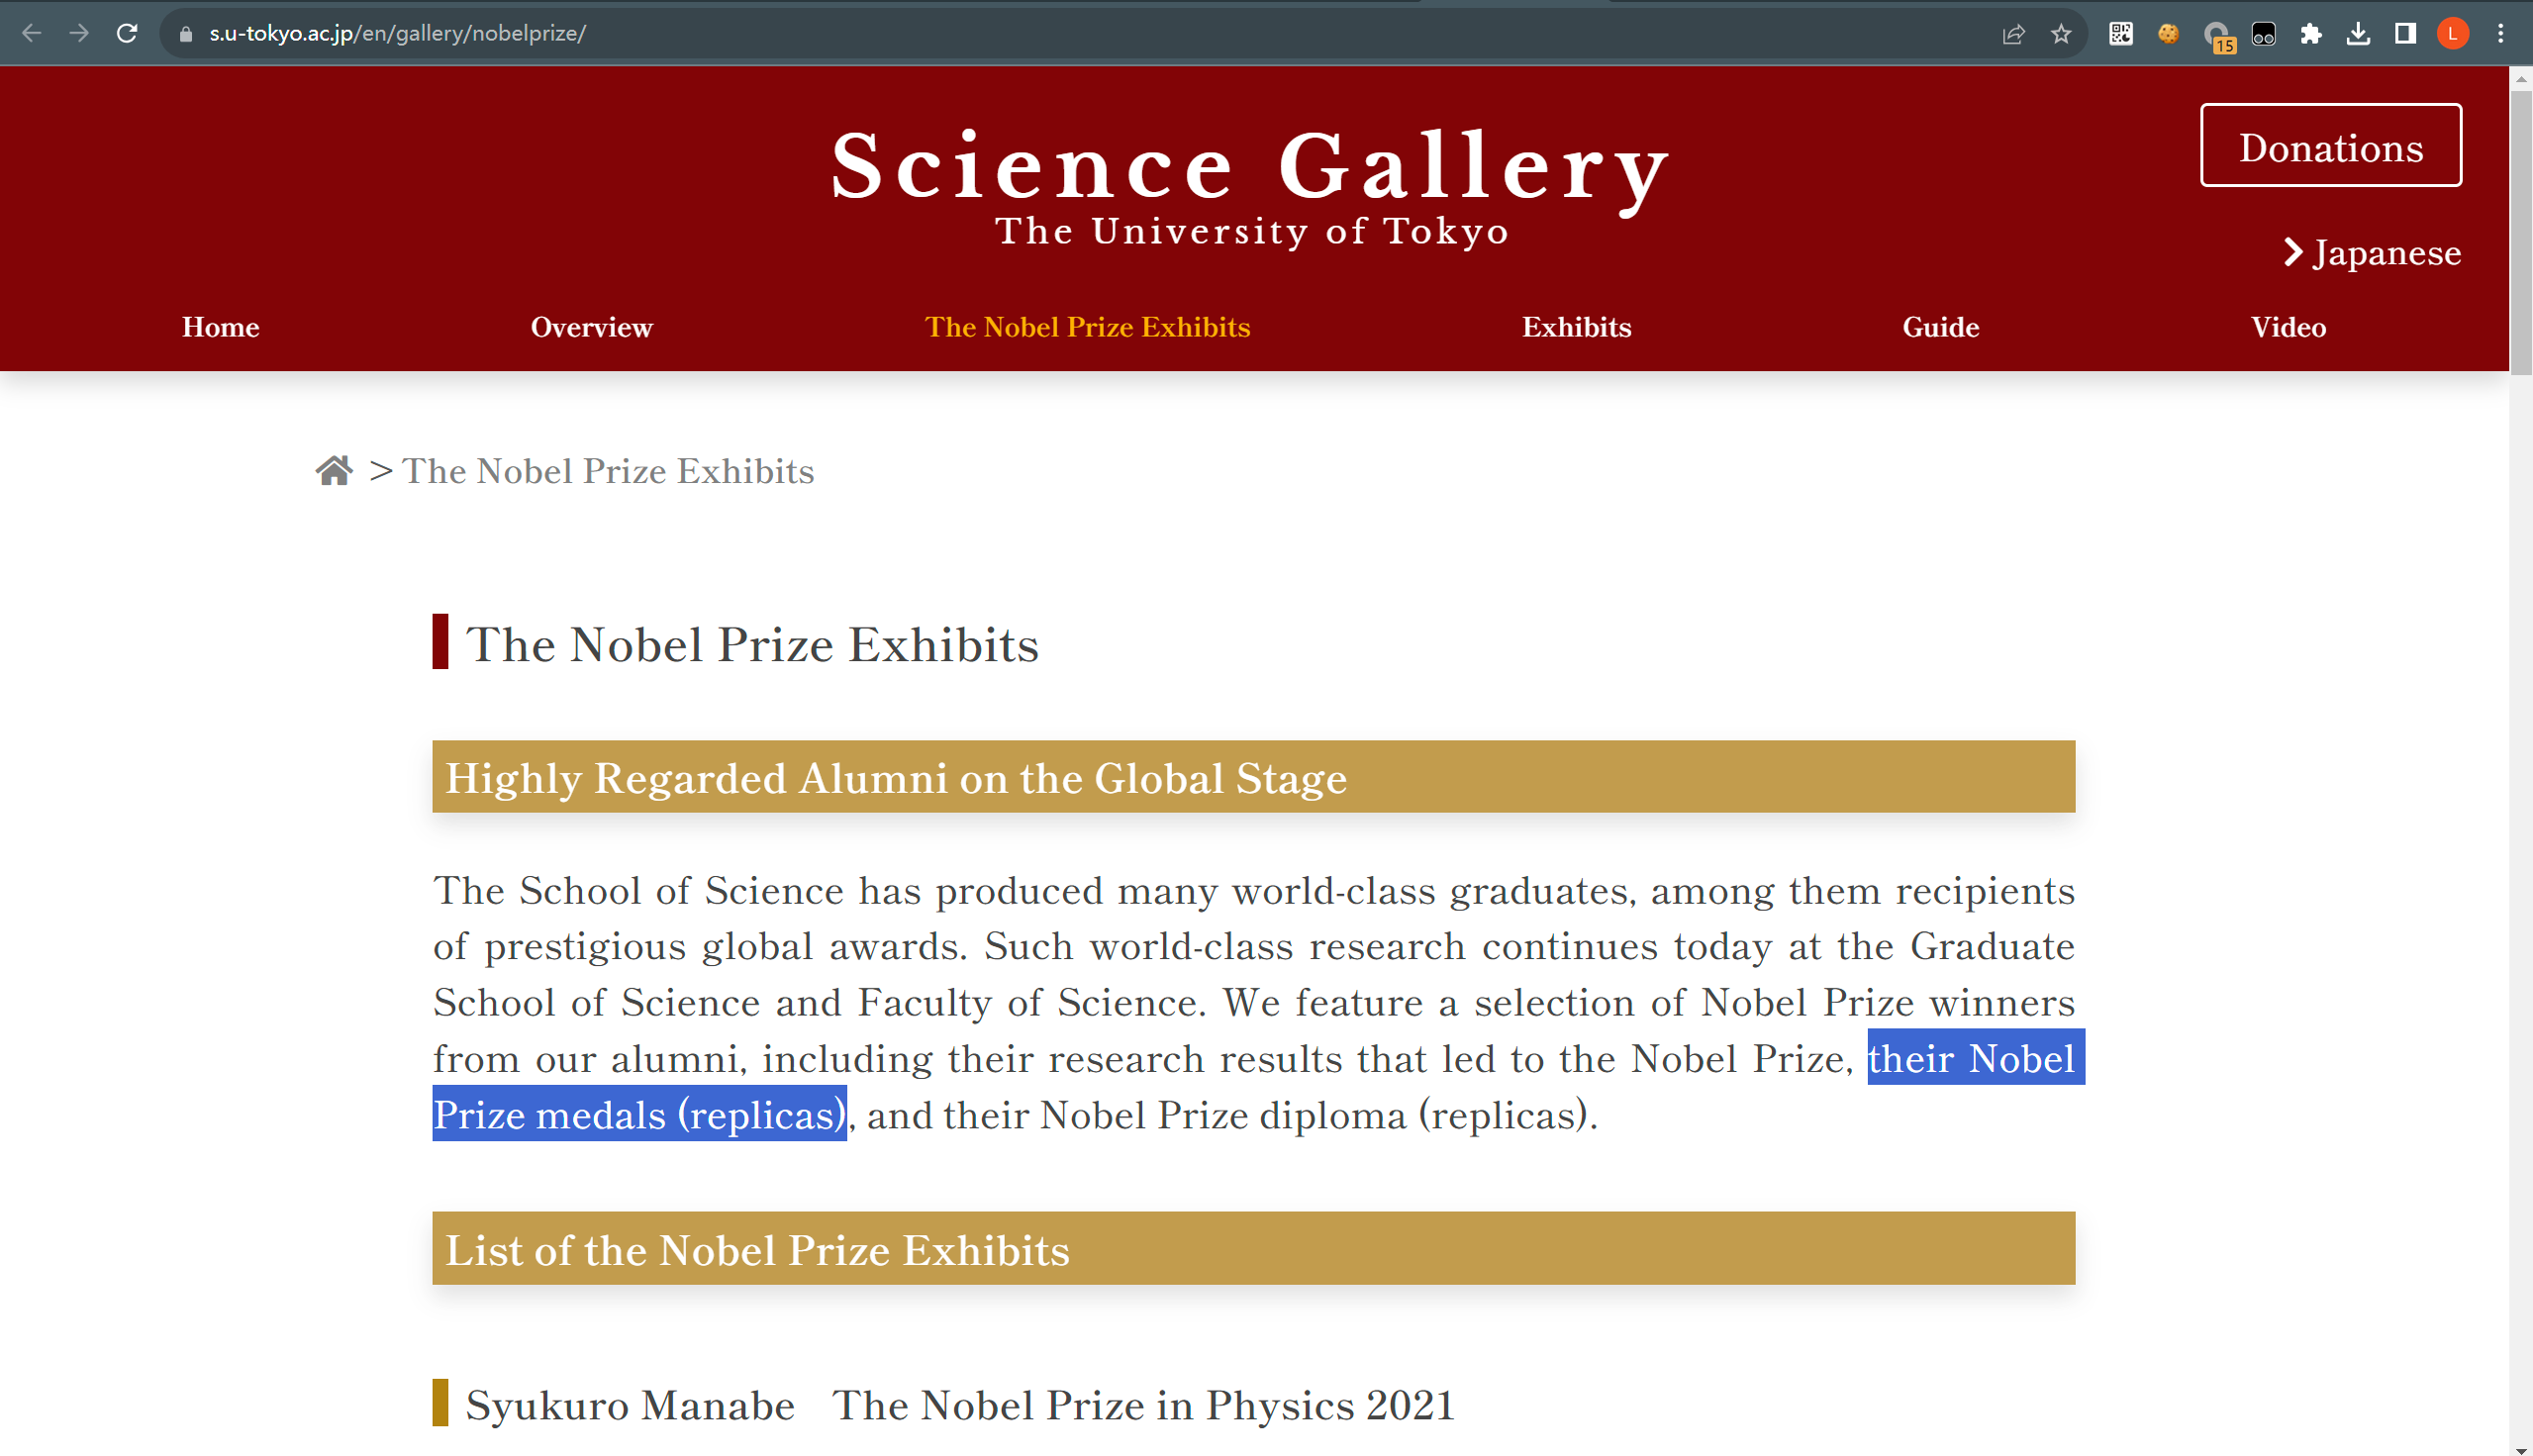 s.u-tokyo.ac.jp/en/gallery/nobelprize/
15
L
Science Gallery
The University of Tokyo
Donations
Japanese
Home
Overview
The Nobel Prize Exhibits
Exhibits
Guide
Video
> The Nobel Prize Exhibits
The Nobel Prize Exhibits
Highly Regarded Alumni on the Global Stage
The School of Science has produced many world-class graduates, among them recipients
of prestigious global awards. Such world-class research continues today at the Graduate
School of Science and Faculty of Science. We feature a selection of Nobel Prize winners
from our alumni, including their research results that led to the Nobel Prize, their Nobel
Prize medals (replicas), and their Nobel Prize diploma (replicas).
List of the Nobel Prize Exhibits
Syukuro Manabe The Nobel Prize in Physics 2021